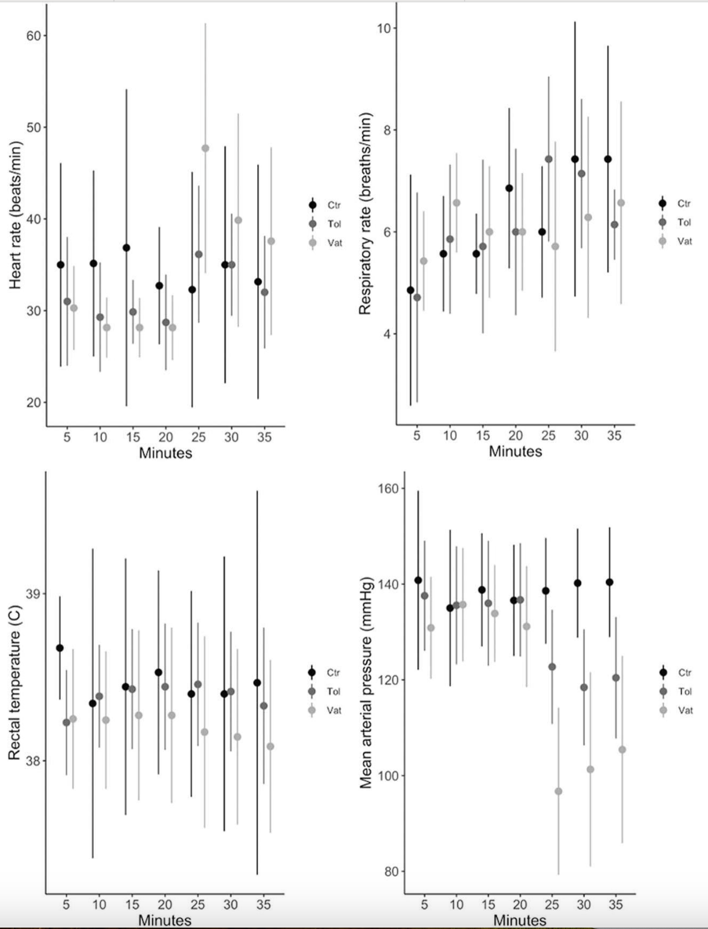 Heart rate (beats/min)
60
50
40
30
20
5 10 15 20 25 30 35
Minutes
Ctr
Tol
Vat
Respiratory rate (breaths/min)
10
8
6
4
5 10 15 20 25 30 35
Minutes
Ctr
Tol
Vat
Rectal temperature (C)
39
38
5 10 15 20 25 30 35
Minutes
Ctr
Tol
Vat
Mean arterial pressure (mmHg)
160
140
120
100
80
5 10 15 20 25 30 35
Minutes
Ctr
Tol
Vat